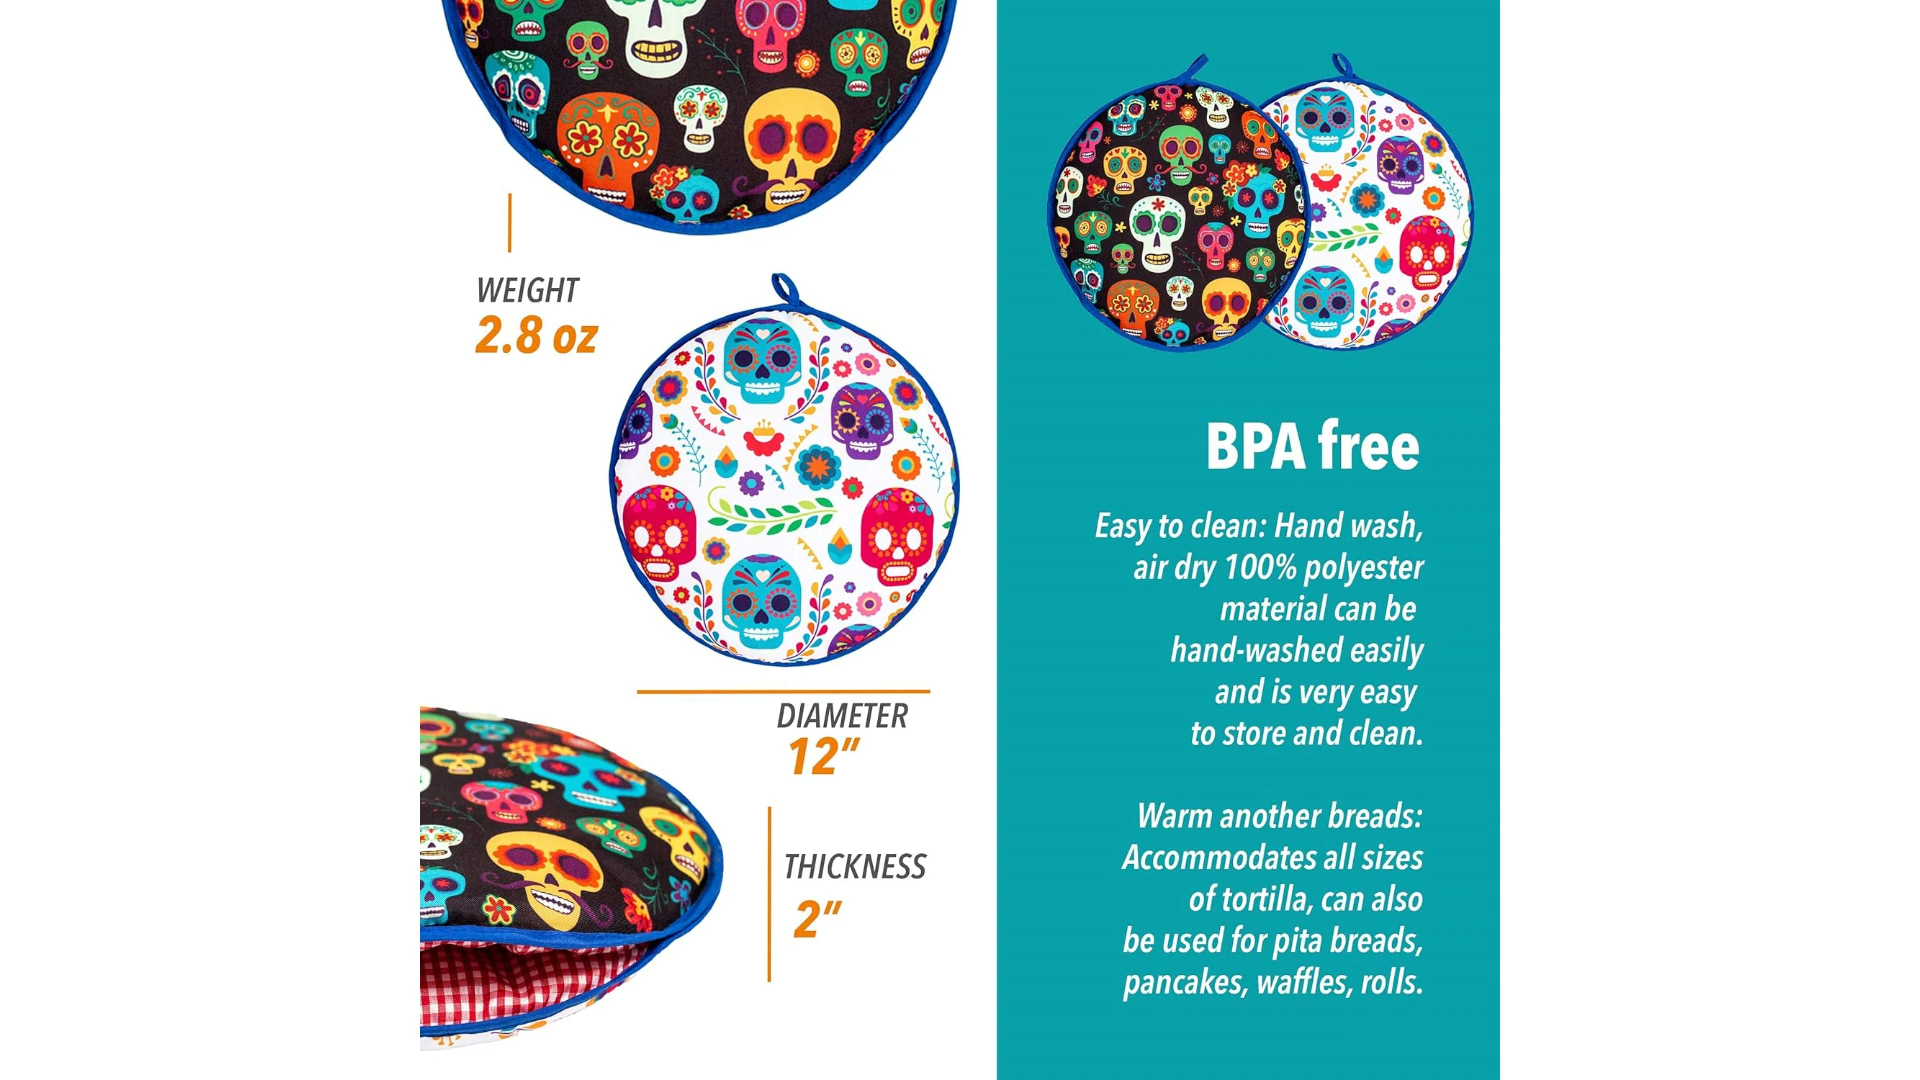 WEIGHT
2.8 oz
DIAMETER
12”
THICKNESS
2”
BPA free
Easy to clean: Hand wash,
air dry 100% polyester
material can be
hand-washed easily
and is very easy
to store and clean.
Warm another breads:
Accommodates all sizes
of tortilla, can also
be used for pita breads,
pancakes, waffles, rolls.